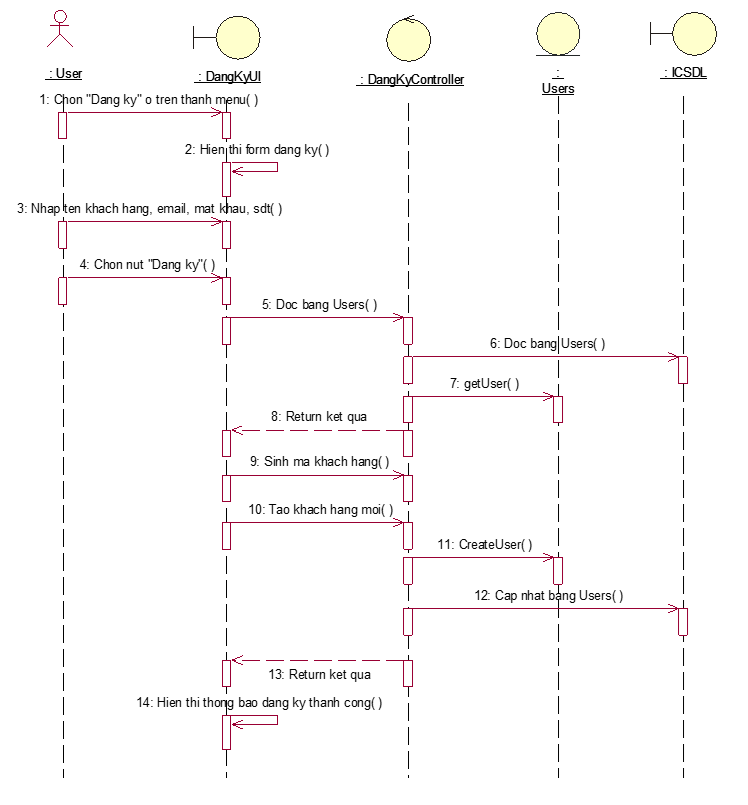 : User
: DangKyUI
: DangKyController
:
Users
: ICSDL
1: Chon "Dang ky" o tren thanh menu( )
2: Hien thi form dang ky( )
3: Nhap ten khach hang, email, mat khau, sdt( )
4: Chon nut "Dang ky"( )
5: Doc bang Users( )
6: Doc bang Users( )
7: getUser( )
8: Return ket qua
9: Sinh ma khach hang( )
10: Tao khach hang moi( )
11: CreateUser( )
12: Cap nhat bang Users( )
13: Return ket qua
14: Hien thi thong bao dang ky thanh cong( )